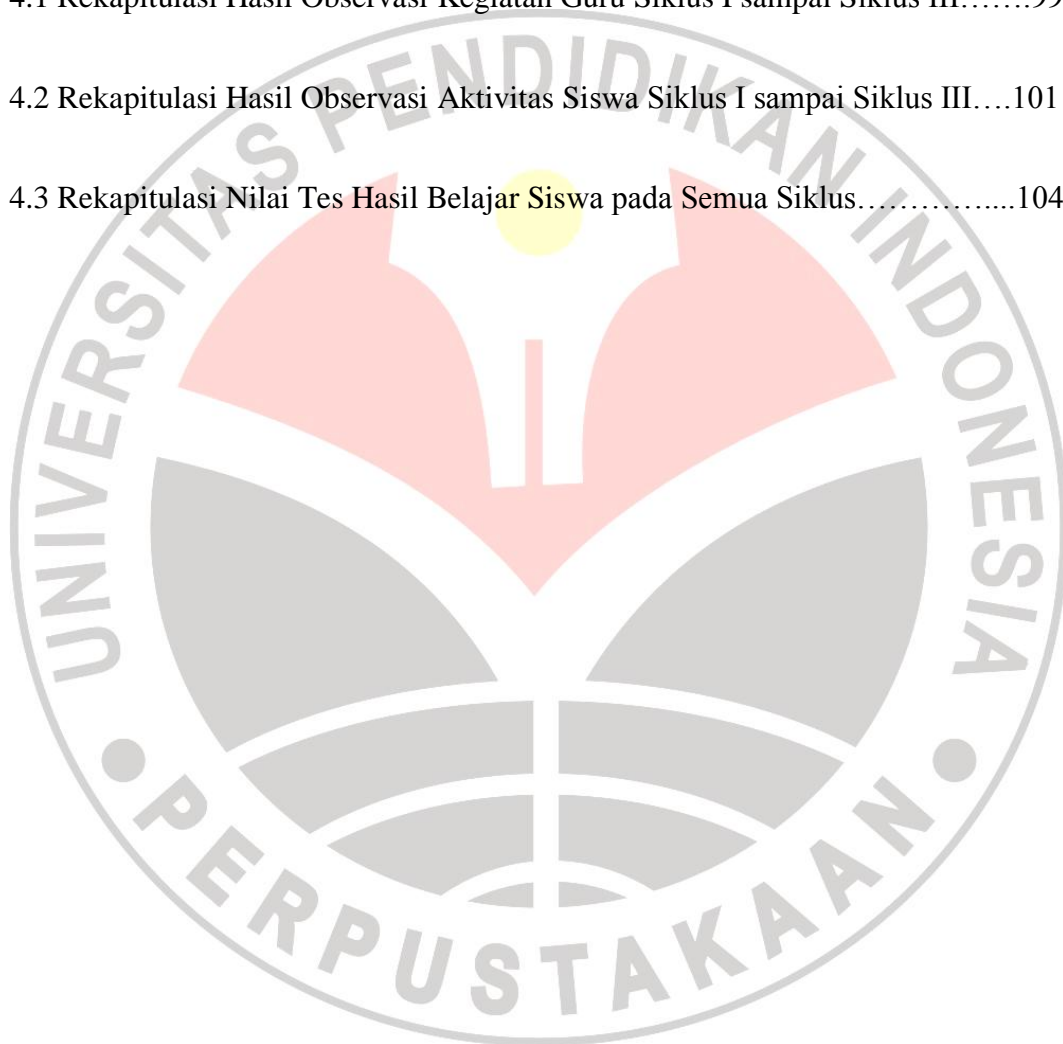 4.1 Rekapitulasi Hasil Observasi Kegiatan Guru Siklus I sampai Siklus III…….99
4.2 Rekapitulasi Hasil Observasi Aktivitas Siswa Siklus I sampai Siklus III….101
4.3 Rekapitulasi Nilai Tes Hasil Belajar Siswa pada Semua Siklus…………....104
UNIVERSITAS PENDIDIKAN INDONESIA
PERPUSTAKAAN